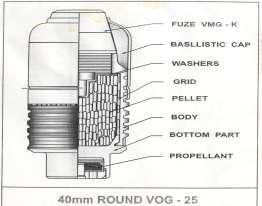 FUZE VMG - K
BASLLISTIC CAP
WASHERS
GRID
PELLET
BODY
BOTTOM PART
PROPELLANT
40mm ROUND VOG - 25